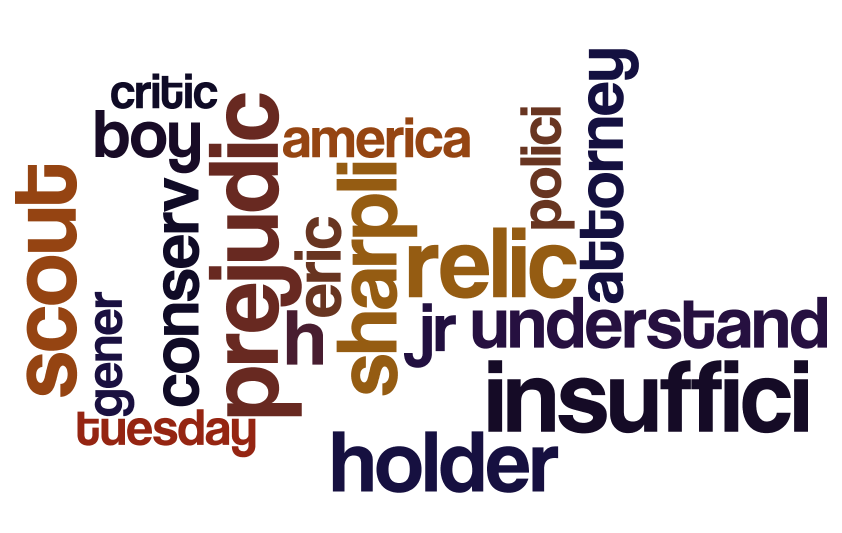 critic
boy
america
prejudic
scout
conserv
gener
tuesday
eric
h
sharpli
relic
polici
attorney
jr
understand
insuffici
holder